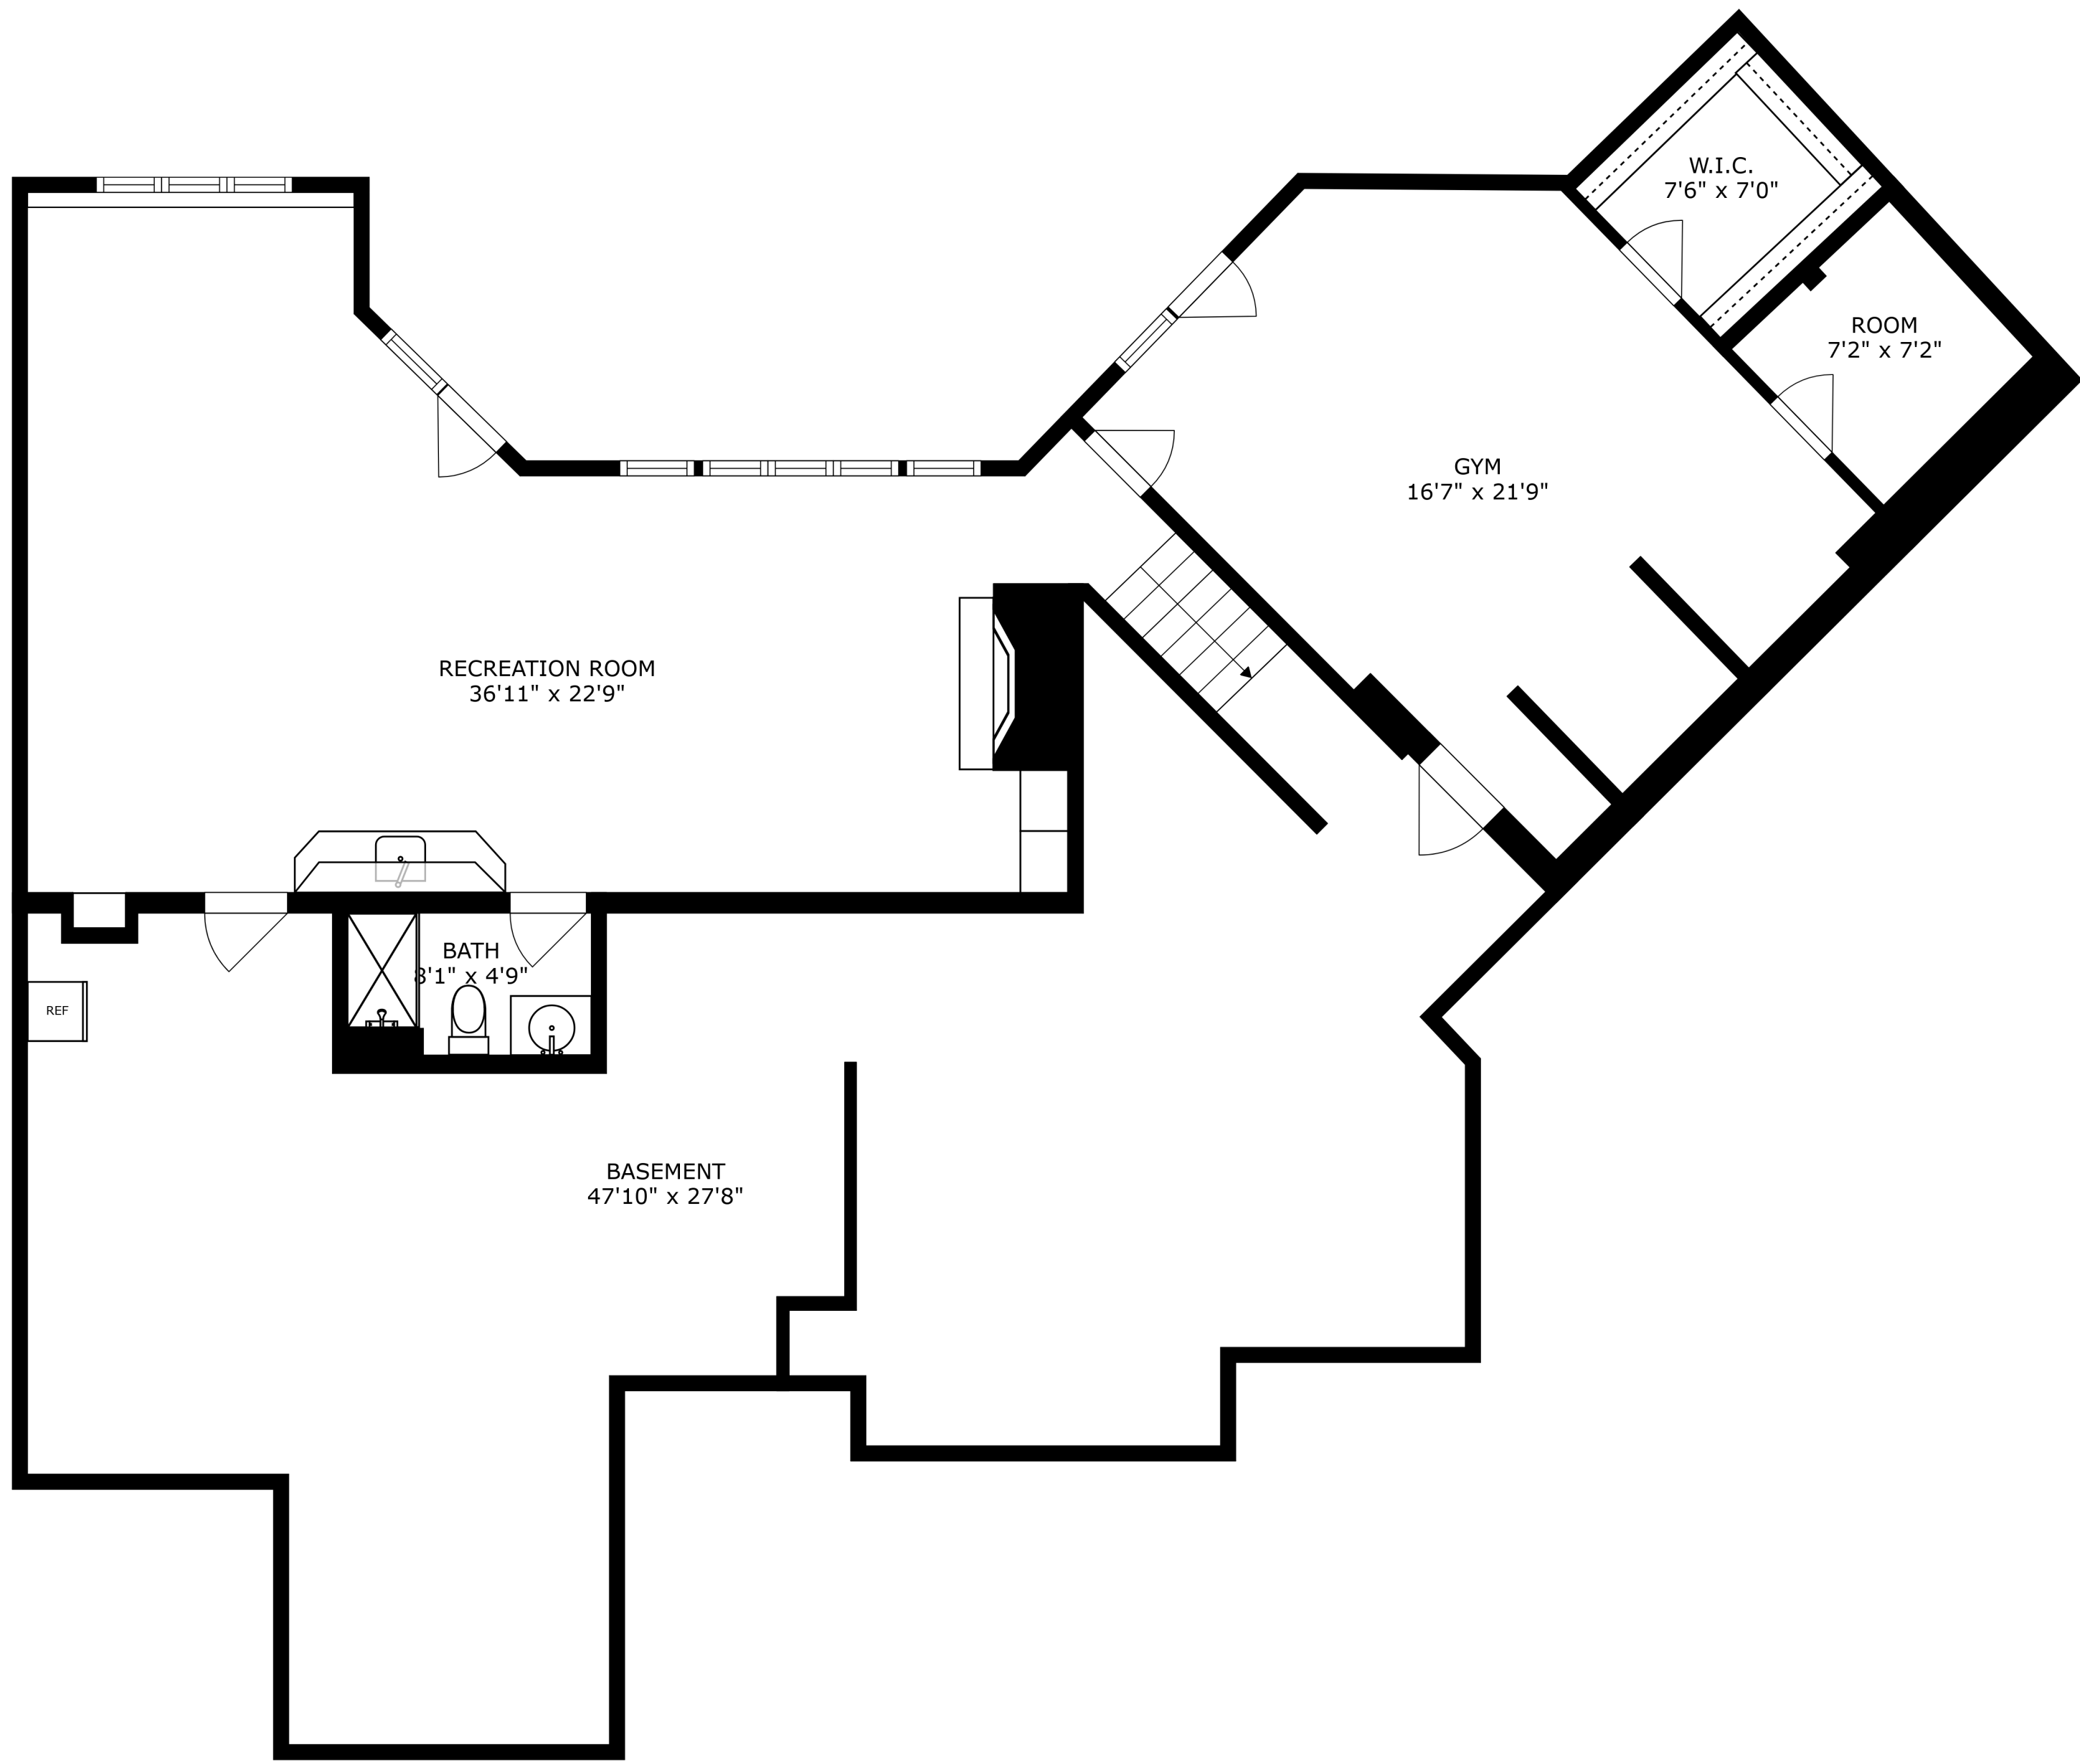 W.I.C.
7'6" x 7'0"
ROOM
7'2" x 7'2"
GYM
16'7" x 21'9"
RECREATION ROOM
36'11" x 22'9"
BATH
8'1" x 4'9"
REF
BASEMENT
47'10" x 27'8"